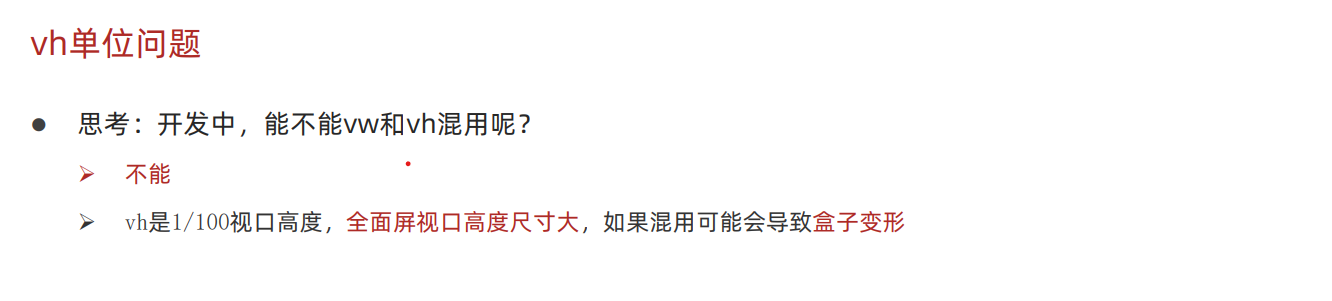 vh单位问题
思考：开发中，能不能vw和vh混用呢？
不能
vh是1/100视口高度，全面屏视口高度尺寸大，如果混用可能会导致盒子变形